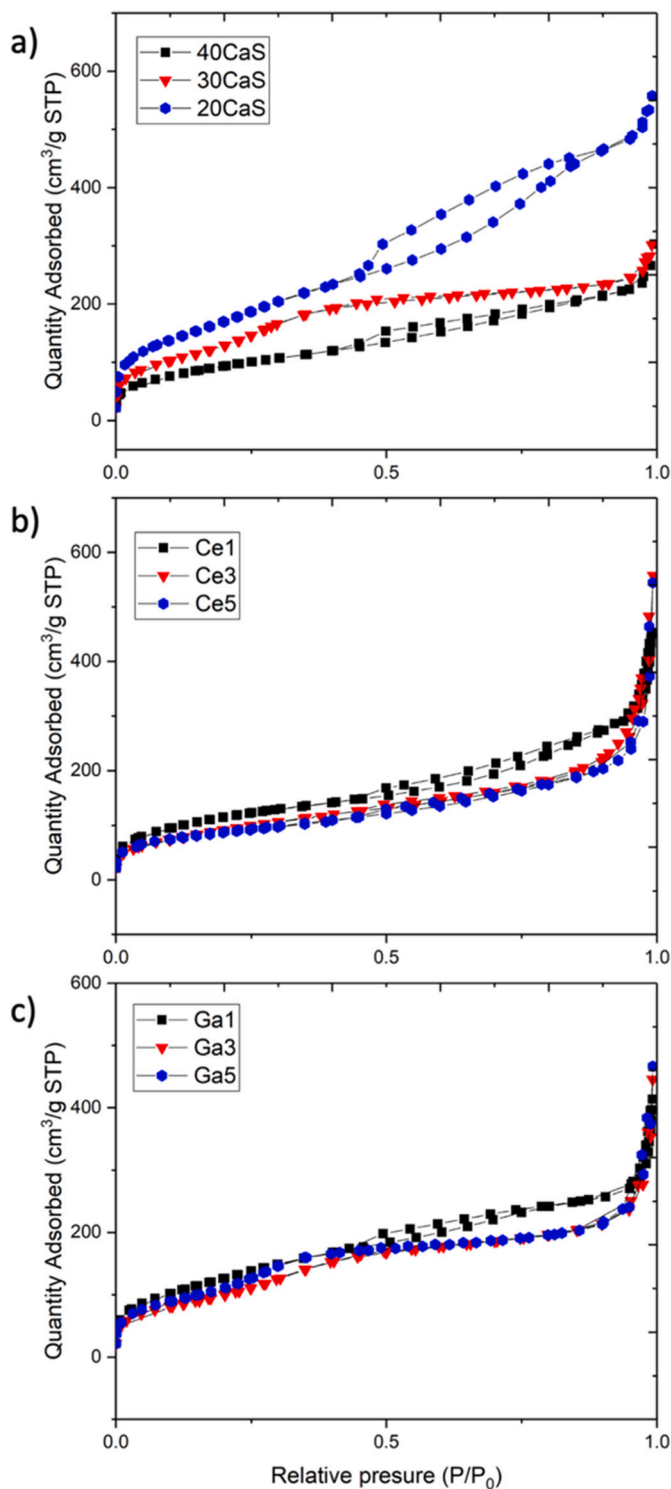 a)
40CaS
30CaS
20CaS
600
400
200
0
Quantity Adsorbed (cm³/g STP)
0.0
0.5
1.0
b)
Ce1
Ce3
Ce5
600
400
200
0
Quantity Adsorbed (cm³/g STP)
0.0
0.5
1.0
c)
Ga1
Ga3
Ga5
600
400
200
0
Quantity Adsorbed (cm³/g STP)
0.0
0.5
1.0
Relative presure (P/P₀)